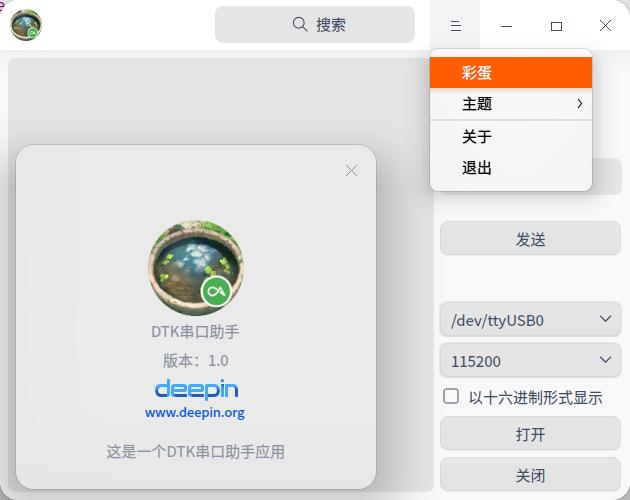 搜索
彩蛋
主题
关于
退出
发送
/dev/ttyUSB0
115200
以十六进制形式显示
打开
关闭
DTK串口助手
版本：1.0
deepin
www.deepin.org
这是一个DTK串口助手应用